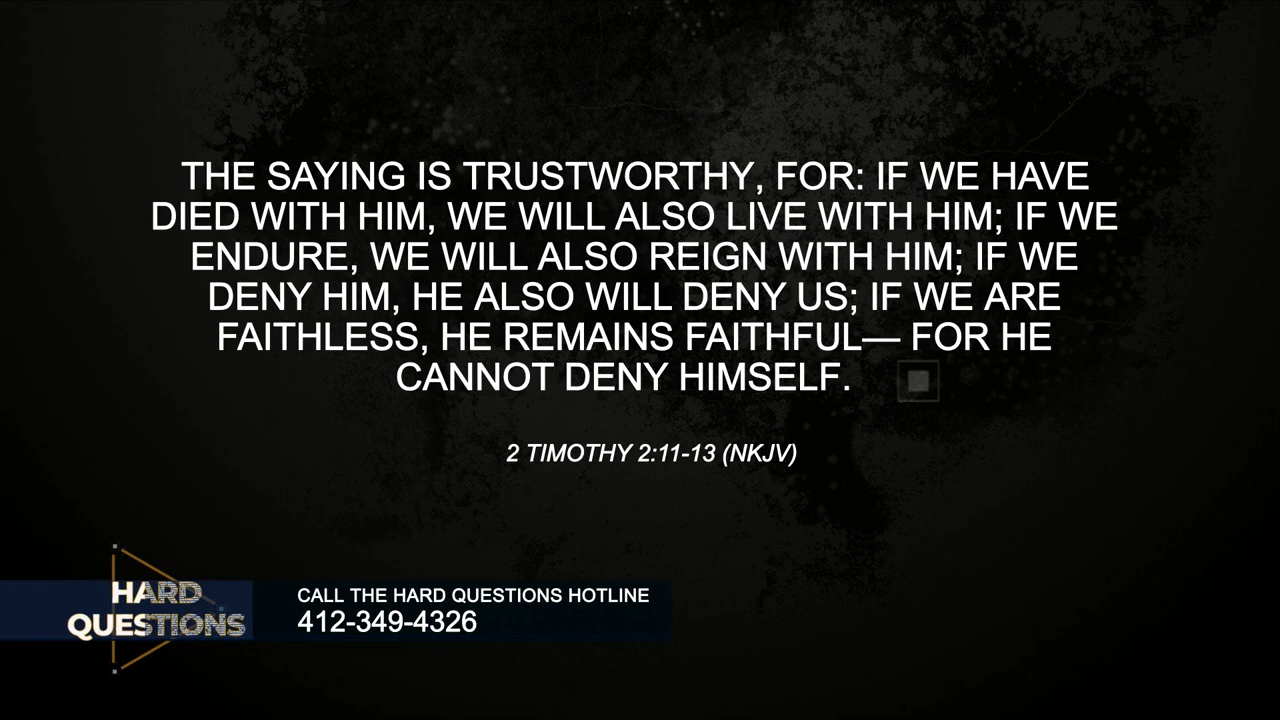 THE SAYING IS TRUSTWORTHY, FOR: IF WE HAVE
DIED WITH HIM, WE WILL ALSO LIVE WITH HIM; IF WE
ENDURE, WE WILL ALSO REIGN WITH HIM; IF WE
DENY HIM, HE ALSO WILL DENY US; IF WE ARE
FAITHLESS, HE REMAINS FAITHFUL— FOR HE
CANNOT DENY HIMSELF.
2 TIMOTHY 2:11-13 (NKJV)
HARD
QUESTIONS
CALL THE HARD QUESTIONS HOTLINE
412-349-4326